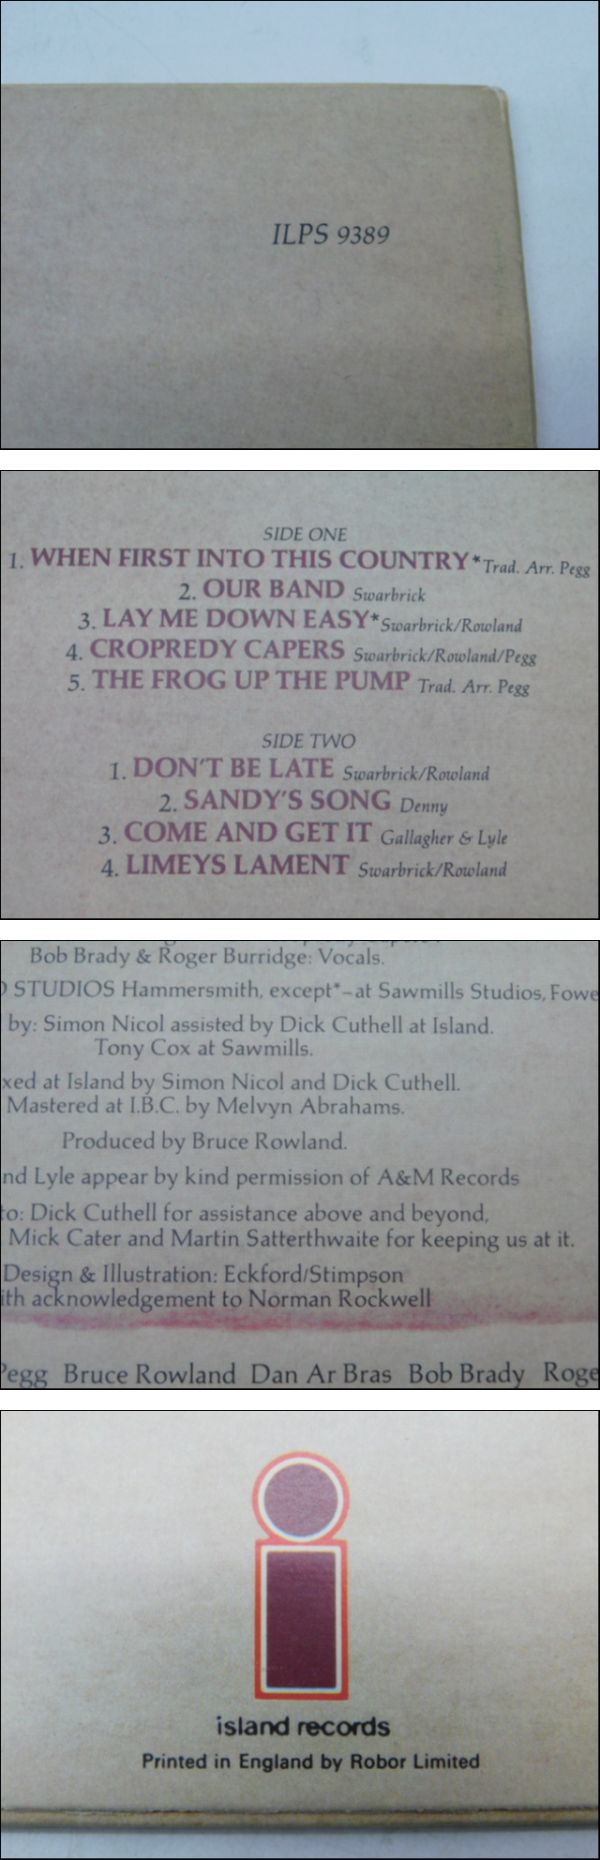 ILPS 9389
SIDE ONE
1. WHEN FIRST INTO THIS COUNTRY* Trad. Arr. Pegg
2. OUR BAND Swarbrick
3. LAY ME DOWN EASY* Swarbrick/Rowland
4. CROPREDY CAPERS Swarbrick/Rowland/Pegg
5. THE FROG UP THE PUMP Trad. Arr. Pegg
SIDE TWO
1. DON'T BE LATE Swarbrick/Rowland
2. SANDY'S SONG Denny
3. COME AND GET IT Gallagher & Lyle
4. LIMEYS LAMENT Swarbrick/Rowland
Bob Brady & Roger Burridge: Vocals.
STUDIOS Hammersmith, except*-at Sawmills Studios, Fowe
by: Simon Nicol assisted by Dick Cuthell at Island.
Tony Cox at Sawmills.
xed at Island by Simon Nicol and Dick Cuthell.
Mastered at I.B.C. by Melvyn Abrahams.
Produced by Bruce Rowland.
nd Lyle appear by kind permission of A&M Records
to: Dick Cuthell for assistance above and beyond,
Mick Cater and Martin Satterthwaite for keeping us at it.
Design & Illustration: Eckford/Stimpson
ith acknowledgement to Norman Rockwell
Pegg Bruce Rowland Dan Ar Bras Bob Brady Roge
island records
Printed in England by Robor Limited